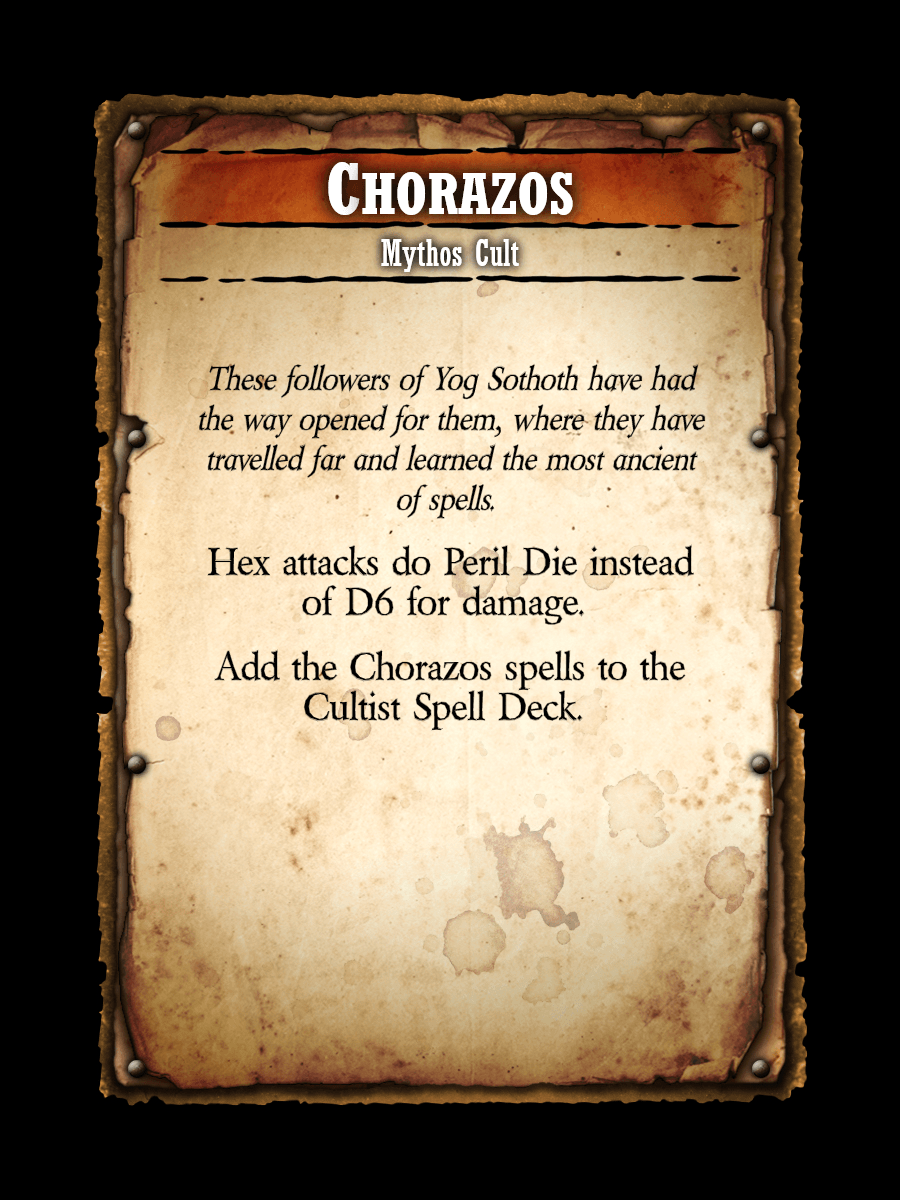 Chorazos
Mythos Cult
These followers of Yog Sothoth have had
the way opened for them, where they have
travelled far and learned the most ancient
of spells.
Hex attacks do Peril Die instead
of D6 for damage.
Add the Chorazos spells to the
Cultist Spell Deck.